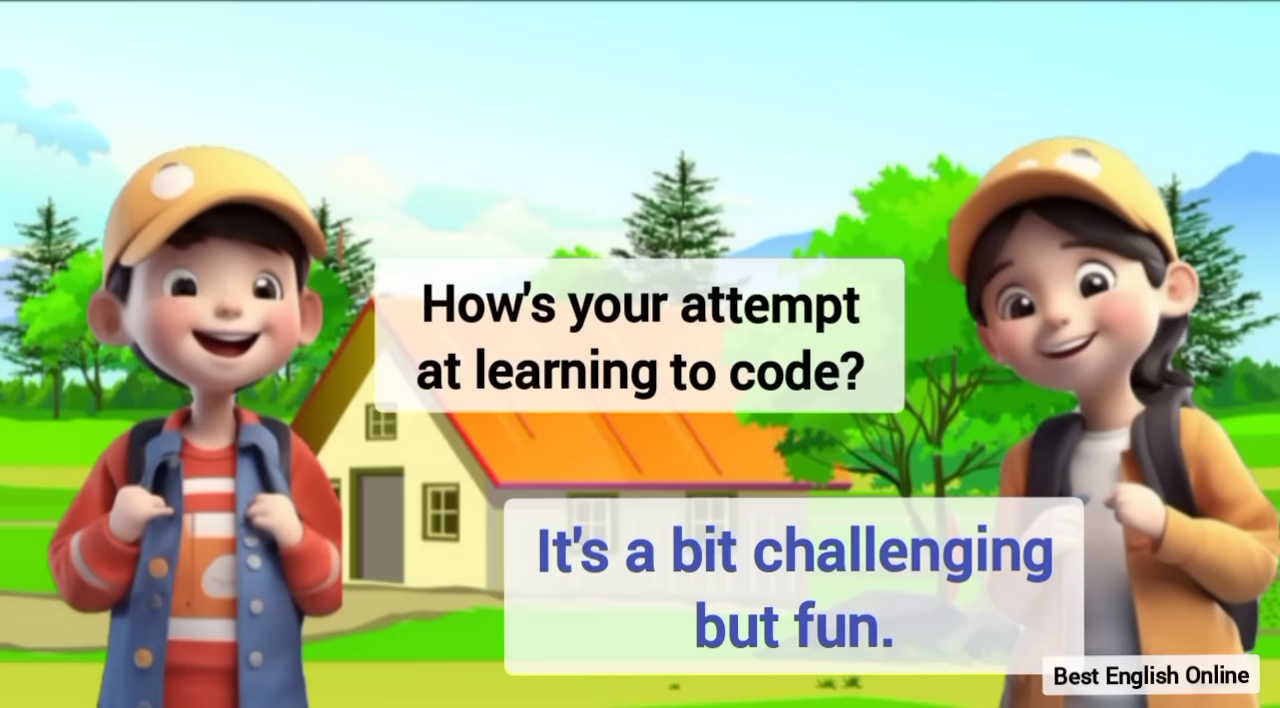 How's your attempt
at learning to code?
It's a bit challenging
but fun.
Best English Online